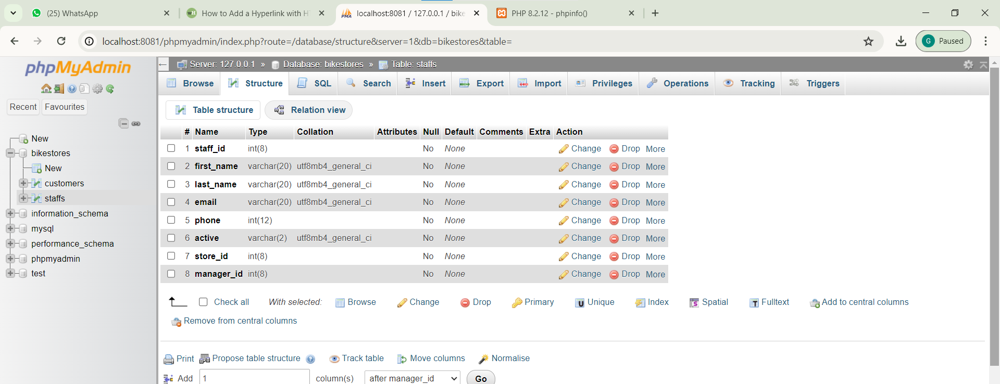 (25) WhatsApp
How to Add a Hyperlink with HT
localhost:8081 / 127.0.0.1 / bike
PHP 8.2.12 - phpinfo()
localhost:8081/phpmyadmin/index.php?route=/database/structure&server=1&db=bikestores&table=
G Paused
phpMyAdmin
Recent Favourites
New
bikestores
New
customers
staffs
information_schema
mysql
performance_schema
phpmyadmin
test
Server: 127.0.0.1 » Database: bikestores » Table: staffs
Browse Structure SQL Search Insert Export Import Privileges Operations Tracking Triggers
Table structure Relation view
# Name Type Collation Attributes Null Default Comments Extra Action
1 staff_id int(8) No None Change Drop More
2 first_name varchar(20) utf8mb4_general_ci No None Change Drop More
3 last_name varchar(20) utf8mb4_general_ci No None Change Drop More
4 email varchar(20) utf8mb4_general_ci No None Change Drop More
5 phone int(12) No None Change Drop More
6 active varchar(2) utf8mb4_general_ci No None Change Drop More
7 store_id int(8) No None Change Drop More
8 manager_id int(8) No None Change Drop More
Check all With selected: Browse Change Drop Primary Unique Index Spatial Fulltext Add to central columns
Remove from central columns
Print Propose table structure Track table Move columns Normalise
Add 1 column(s) after manager_id Go